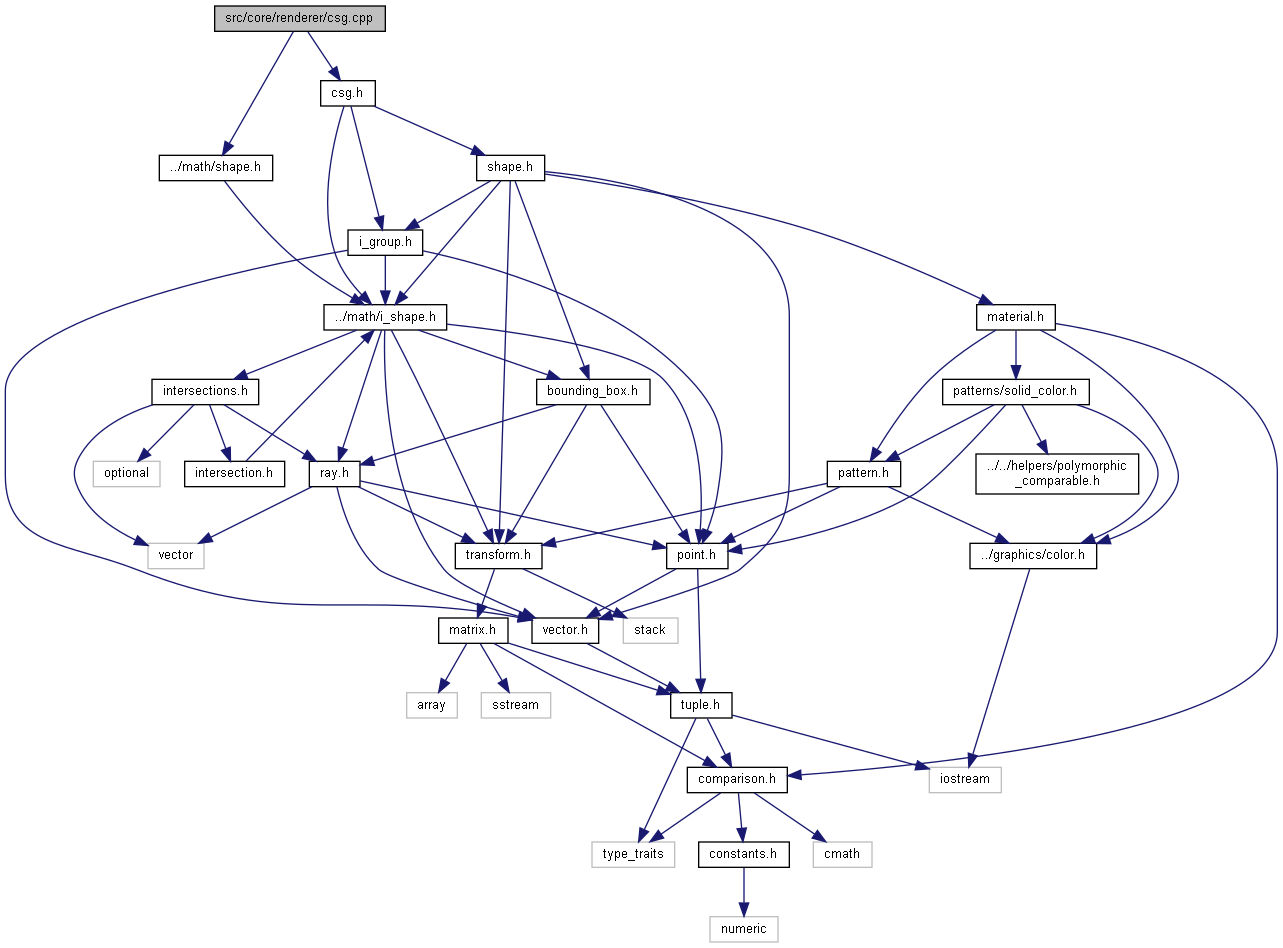 src/core/renderer/csg.cpp
csg.h
../math/shape.h
shape.h
i_group.h
../math/i_shape.h
material.h
intersections.h
bounding_box.h
patterns/solid_color.h
optional
intersection.h
ray.h
pattern.h
../../helpers/polymorphic
_comparable.h
vector
transform.h
point.h
../graphics/color.h
matrix.h
vector.h
stack
array
sstream
tuple.h
comparison.h
iostream
type_traits
constants.h
cmath
numeric